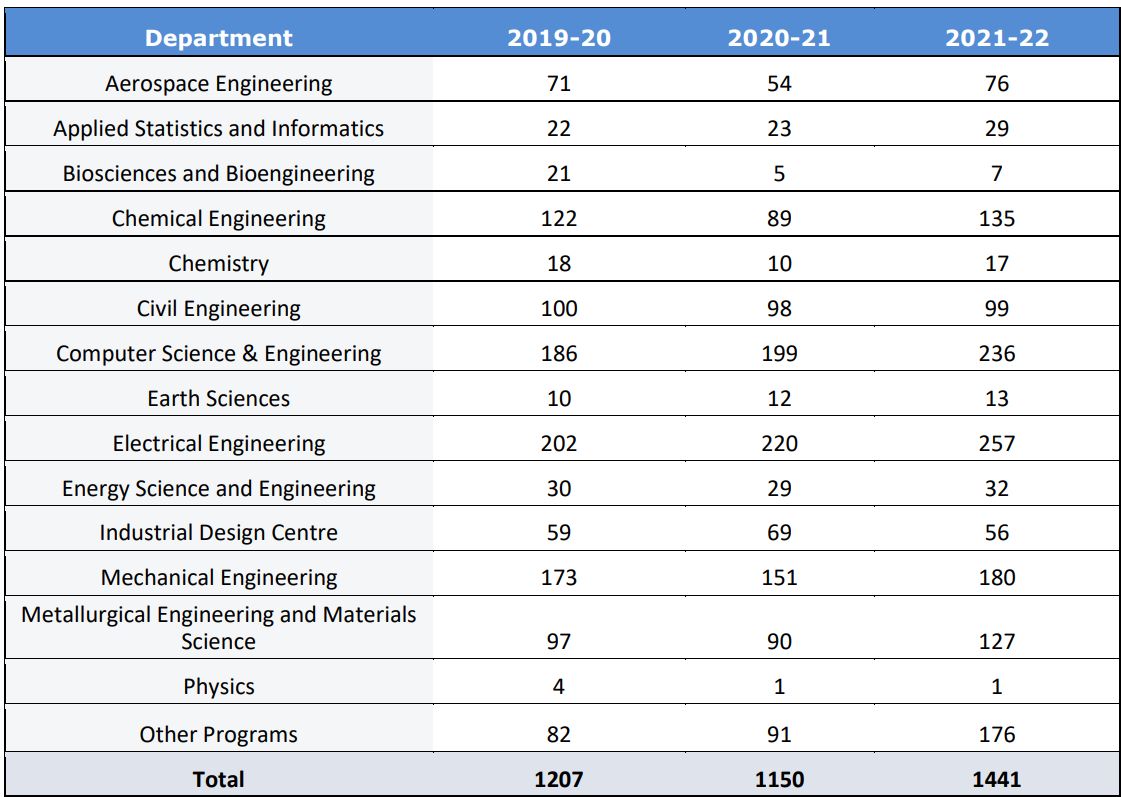 Department 2019-20 2020-21 2021-22
Aerospace Engineering 71 54 76
Applied Statistics and Informatics 22 23 29
Biosciences and Bioengineering 21 5 7
Chemical Engineering 122 89 135
Chemistry 18 10 17
Civil Engineering 100 98 99
Computer Science & Engineering 186 199 236
Earth Sciences 10 12 13
Electrical Engineering 202 220 257
Energy Science and Engineering 30 29 32
Industrial Design Centre 59 69 56
Mechanical Engineering 173 151 180
Metallurgical Engineering and Materials
Science 97 90 127
Physics 4 1 1
Other Programs 82 91 176
Total 1207 1150 1441